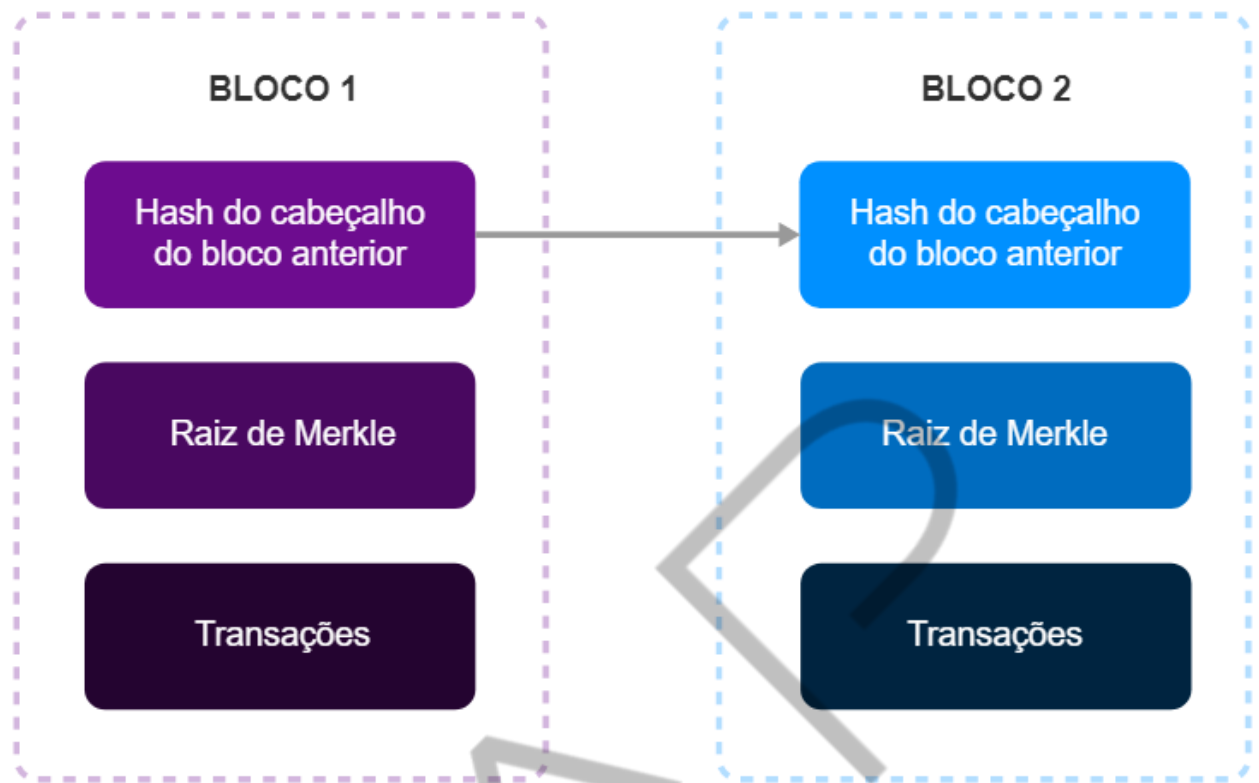 BLOCO 1
Hash do cabeçalho
do bloco anterior
Raiz de Merkle
Transações
BLOCO 2
Hash do cabeçalho
do bloco anterior
Raiz de Merkle
Transações